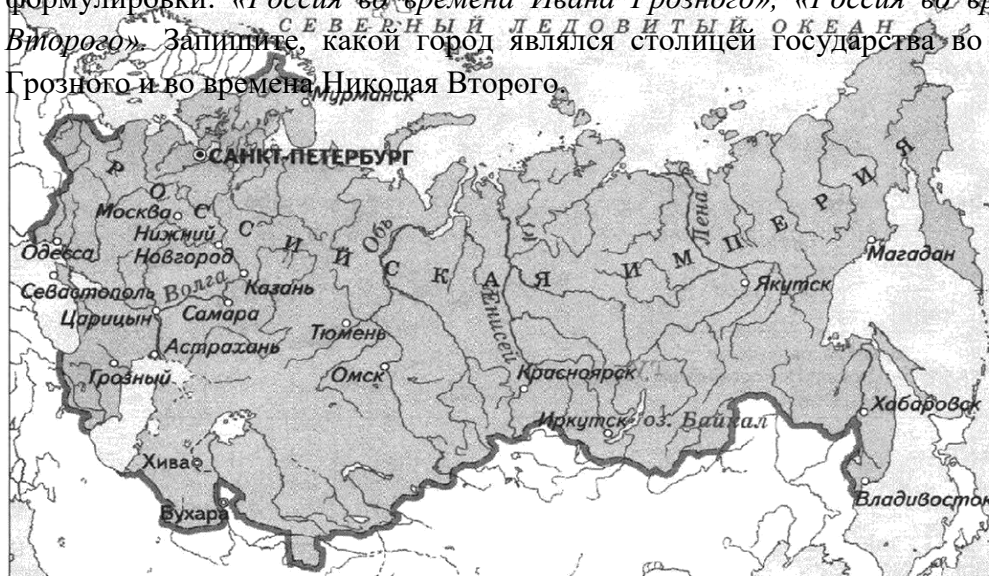 формулировки: «Россия во времена Ивана Грозного», «Россия во
СЕВЕРНЫЙ ЛЕДОВИТЫЙ ОКЕАН
Второго». Запишите, какой город являлся столицей государства во
Грозного и во времена Николая Второго.
Мурманск
САНКТ-ПЕТЕРБУРГ
РОССИЙСКАЯ ИМПЕРИЯ
Москва
Нижний
Новгород
Обь
Лена
Одесса
Магадан
Волга
Казань
Енисей
Якутск
Севастополь
Царицын
Самара
Тюмень
Астрахань
Грозный
Омск
Красноярск
Хабаровск
Иркутск
оз. Байкал
Хива
Бухара
Владивосток